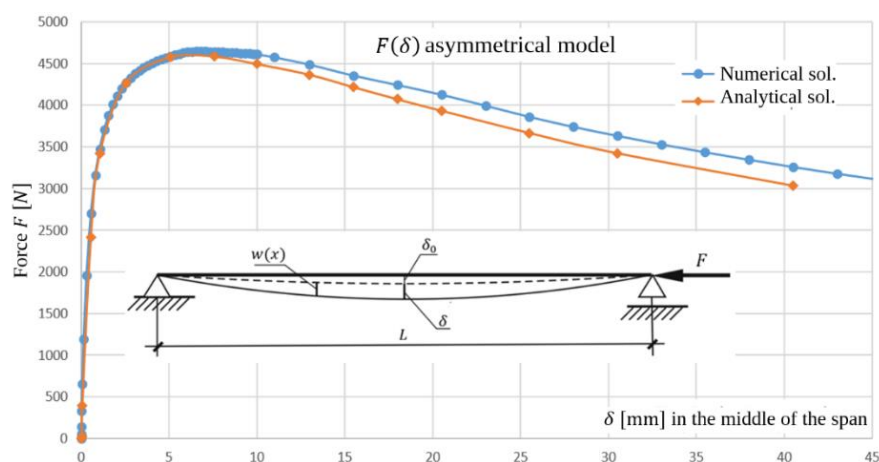 F(δ) asymmetrical model
Numerical sol.
Analytical sol.
Force F [N]
5000
4500
4000
3500
3000
2500
2000
1500
1000
500
0
w(x)
δ₀
F
δ
L
δ [mm] in the middle of the span
0
5
10
15
20
25
30
35
40
45